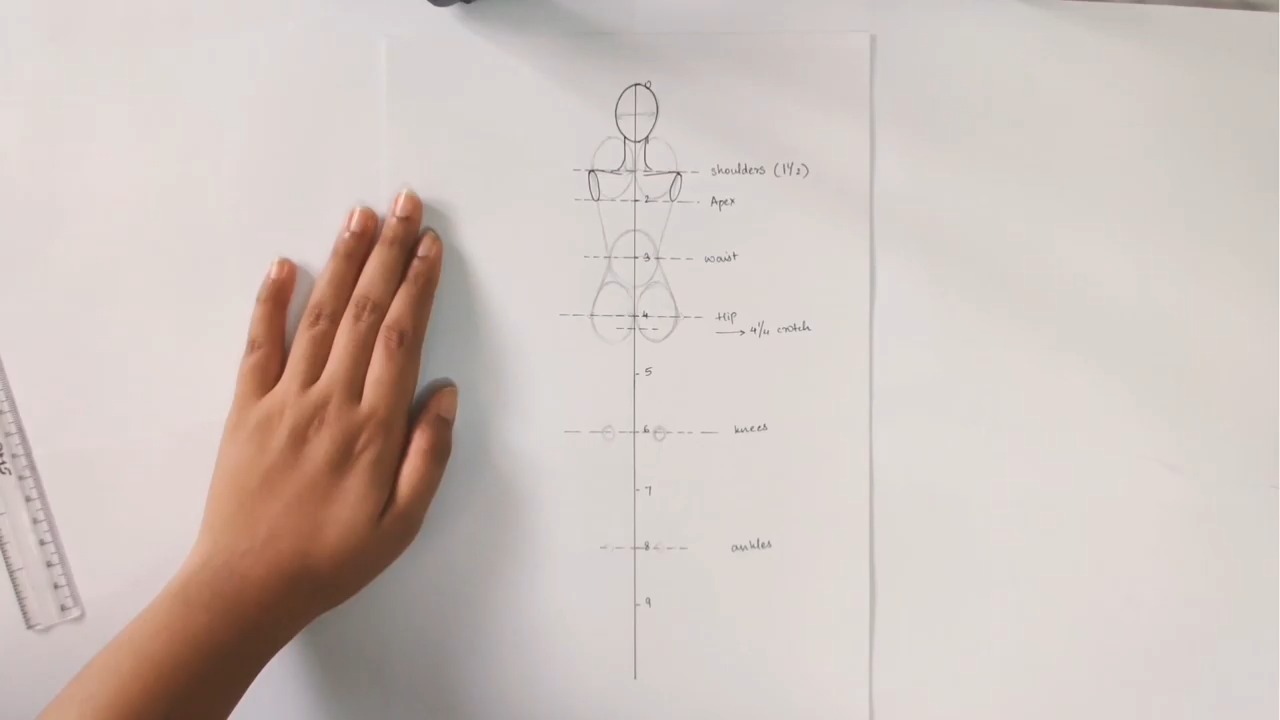 0
shoulders (1½)
2 Apex
3 waist
4 Hip
→ 4¼ crotch
5
6 knees
7
8 ankles
9